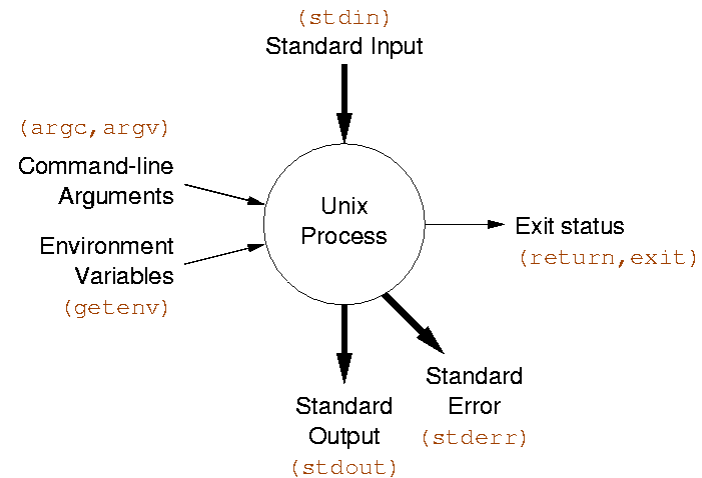 (stdin)
Standard Input
(argc,argv)
Command-line
Arguments
Environment
Variables
(getenv)
Unix
Process
Exit status
(return,exit)
Standard
Output
(stdout)
Standard
Error
(stderr)